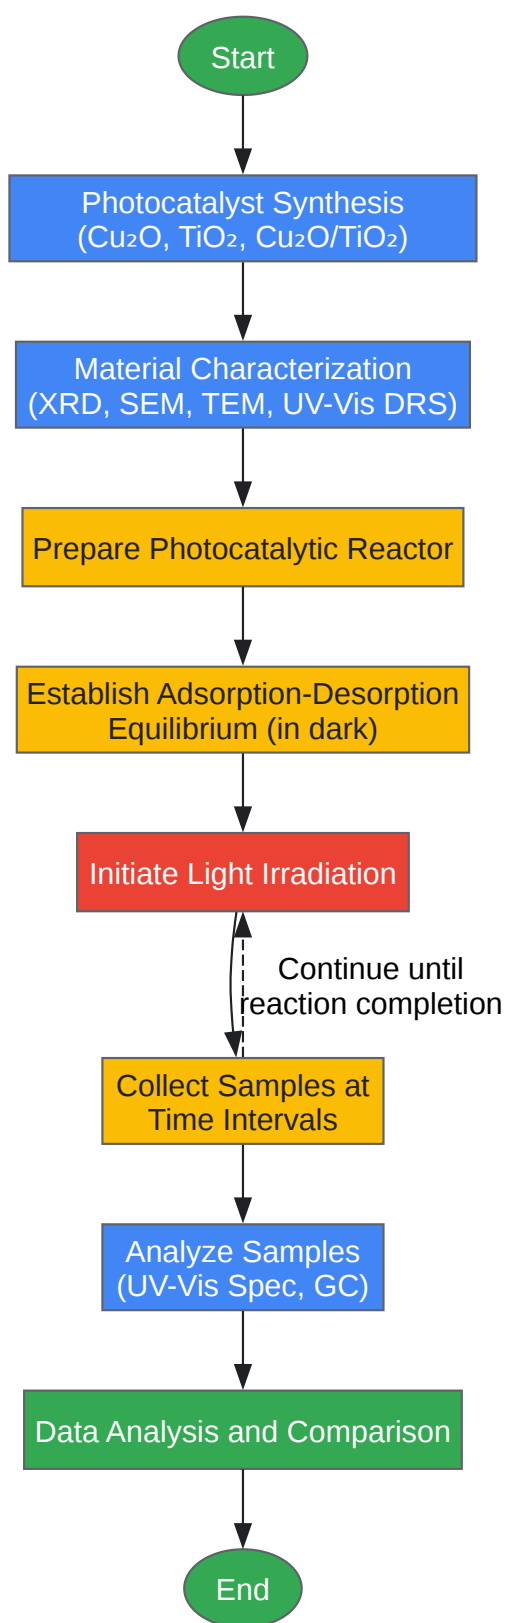 Start
Photocatalyst Synthesis
(Cu₂O, TiO₂, Cu₂O/TiO₂)
Material Characterization
(XRD, SEM, TEM, UV-Vis DRS)
Prepare Photocatalytic Reactor
Establish Adsorption-Desorption
Equilibrium (in dark)
Initiate Light Irradiation
Continue until
reaction completion
Collect Samples at
Time Intervals
Analyze Samples
(UV-Vis Spec, GC)
Data Analysis and Comparison
End